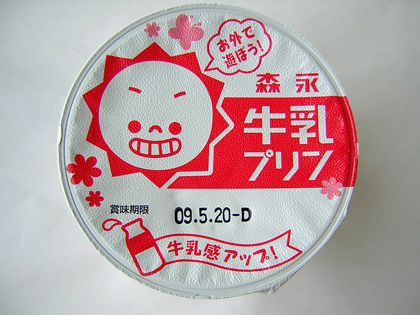 お外で
遊ぼう!
森永
牛乳
プリン
賞味期限
09.5.20-D
牛乳感アップ!